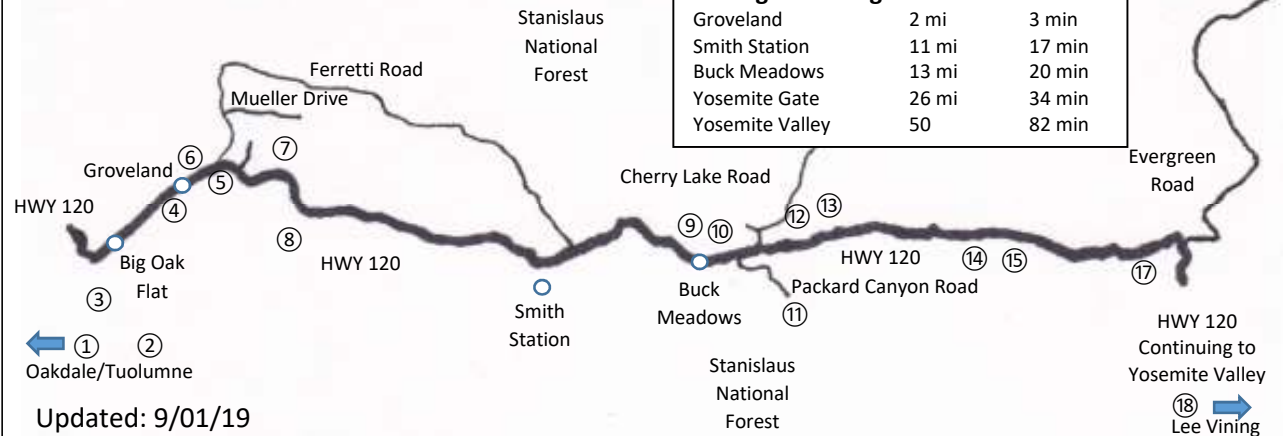 Stanislaus
National
Forest
Groveland 2 mi 3 min
Smith Station 11 mi 17 min
Buck Meadows 13 mi 20 min
Yosemite Gate 26 mi 34 min
Yosemite Valley 50 82 min
Ferretti Road
Mueller Drive
Evergreen
Road
⑥
⑦
Groveland
⑤
④
Cherry Lake Road
HWY 120
⑨
⑩
⑫
⑬
⑧
HWY 120
HWY 120
⑭
⑮
⑰
Big Oak
Flat
③
Smith
Station
Buck
Meadows
Packard Canyon Road
⑪
①
②
Oakdale/Tuolumne
Stanislaus
National
Forest
HWY 120
Continuing to
Yosemite Valley
⑱
Lee Vining
Updated: 9/01/19